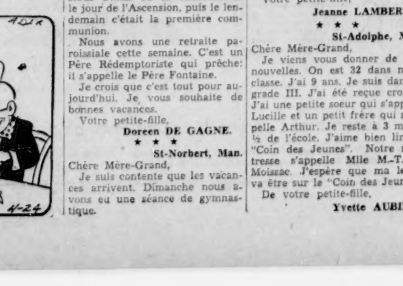 4-24
le jour de l'Ascension, puis le len-
demain c'était la première com-
munion.
Nous avons une retraite pa-
roissiale cette semaine. C'est un
Père Rédemptoriste qui prêche:
il s'appelle le Père Fontaine.
Je crois que c'est tout pour au-
jourd'hui. Je vous souhaite de
bonnes vacances.
Votre petite-fille,
Doreen DE GAGNE.
★ ★ ★
St-Norbert, Man.
Chère Mère-Grand,
Je suis contente que les vacan-
ces arrivent. Dimanche nous a-
vons eu une séance de gymnas-
tique.
Jeanne LAMBER
★ ★ ★
St-Adolphe, M
Chère Mère-Grand,
Je viens vous donner de
nouvelles. On est 32 dans
classe. J'ai 9 ans. Je suis dan
grade III. J'ai été reçue cro
J'ai une petite soeur qui s'app
Lucille et un petit frère qui s
pelle Arthur. Je reste à 3 m
½ de l'école. J'aime bien lir
"Coin des Jeunes". Notre
tresse s'appelle Mlle M.-T.
Moissac. J'espère que ma le
va être sur le "Coin des Jeun
De votre petite-fille,
Yvette AUBI